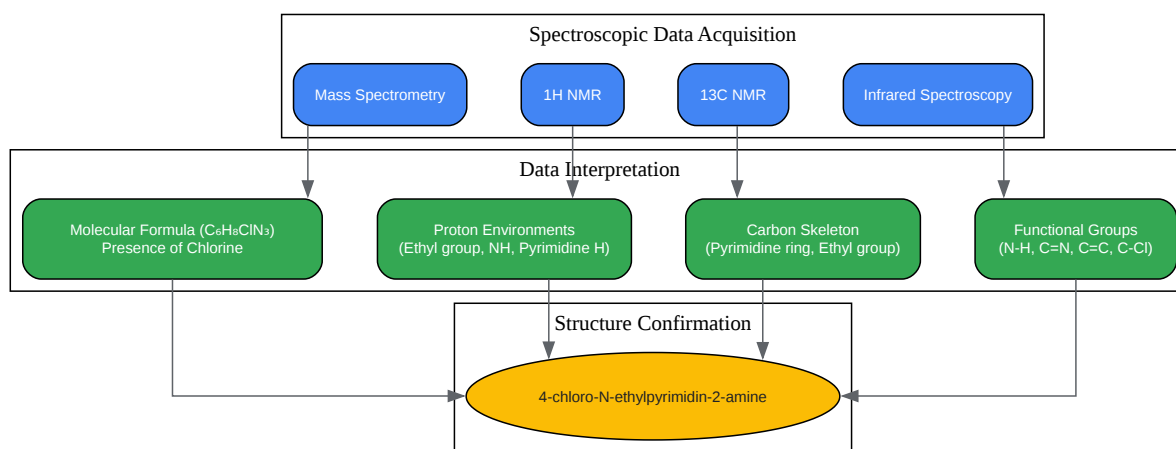 Spectroscopic Data Acquisition
Mass Spectrometry
1H NMR
13C NMR
Infrared Spectroscopy
Data Interpretation
Molecular Formula (C₆H₈ClN₃)
Presence of Chlorine
Proton Environments
(Ethyl group, NH, Pyrimidine H)
Carbon Skeleton
(Pyrimidine ring, Ethyl group)
Functional Groups
(N-H, C=N, C=C, C-Cl)
Structure Confirmation
4-chloro-N-ethylpyrimidin-2-amine